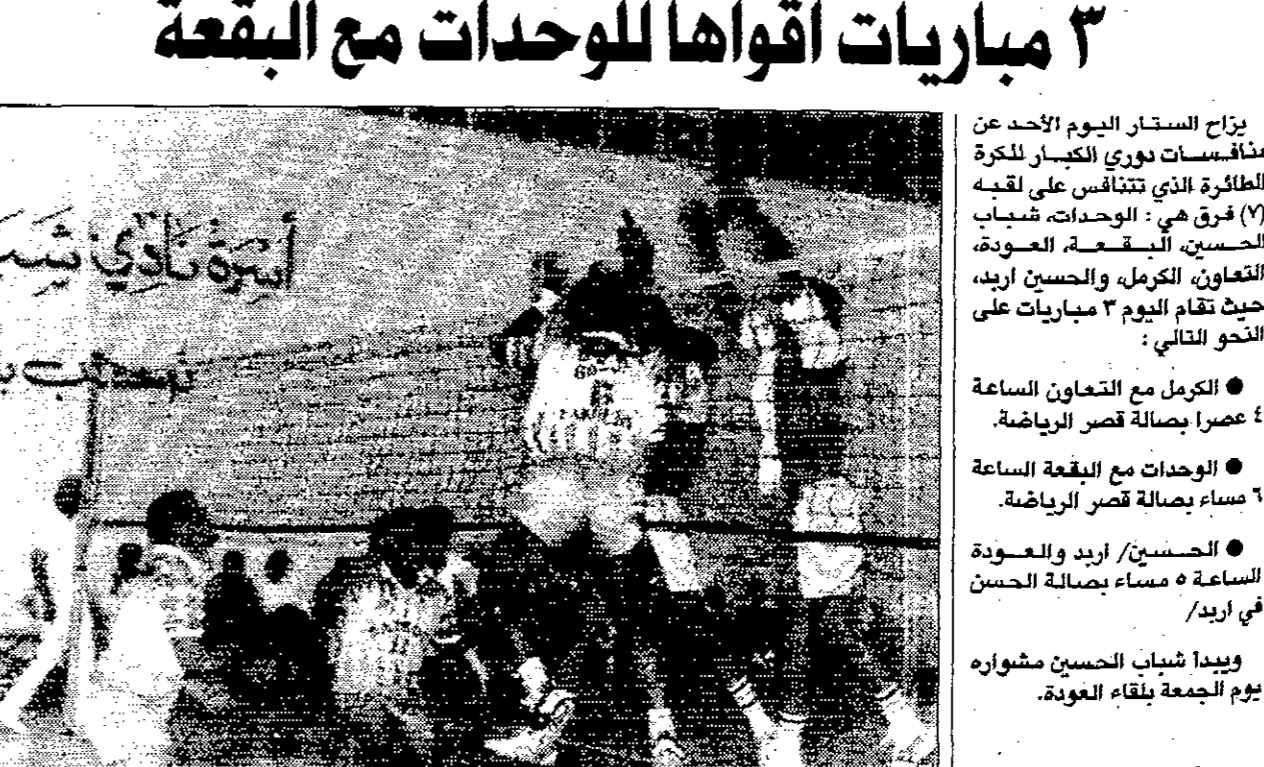 ٣ مباريات اقواها للوحدات مع البقعة
يزاح الستار اليوم الأحد عن
منافسات دوري الكبار للكرة
الطائرة الذي تتنافس على لقبه
(٧) فرق هي : الوحدات، شباب
الحسين، البقعة، العودة،
التعاون، الكرمل، والحسين اربد،
حيث تقام اليوم ٣ مباريات على
النحو التالي :
● الكرمل مع التعاون الساعة
٤ عصرا بصالة قصر الرياضة.
● الوحدات مع البقعة الساعة
٦ مساء بصالة قصر الرياضة.
● الحسين/ اربد والعودة
الساعة ٥ مساء بصالة الحسن
في اربد/
ويبدأ شباب الحسين مشواره
يوم الجمعة بلقاء العودة.
أسرة نادي